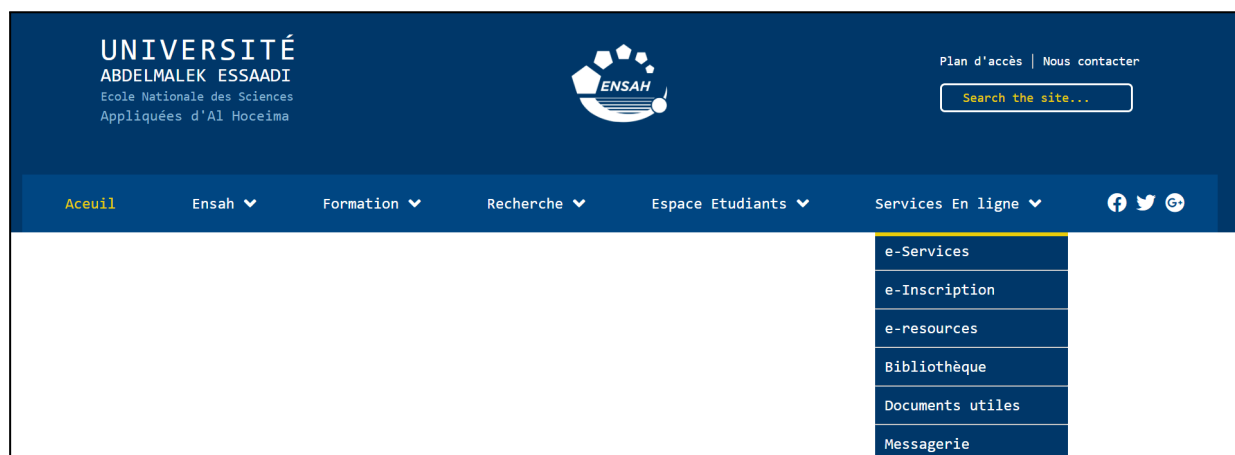 UNIVERSITÉ
ABDELMALEK ESSAADI
Ecole Nationale des Sciences
Appliquées d'Al Hoceima
ENSAH
Plan d'accès | Nous contacter
Search the site...
Aceuil Ensah Formation Recherche Espace Etudiants Services En ligne
e-Services
e-Inscription
e-resources
Bibliothèque
Documents utiles
Messagerie